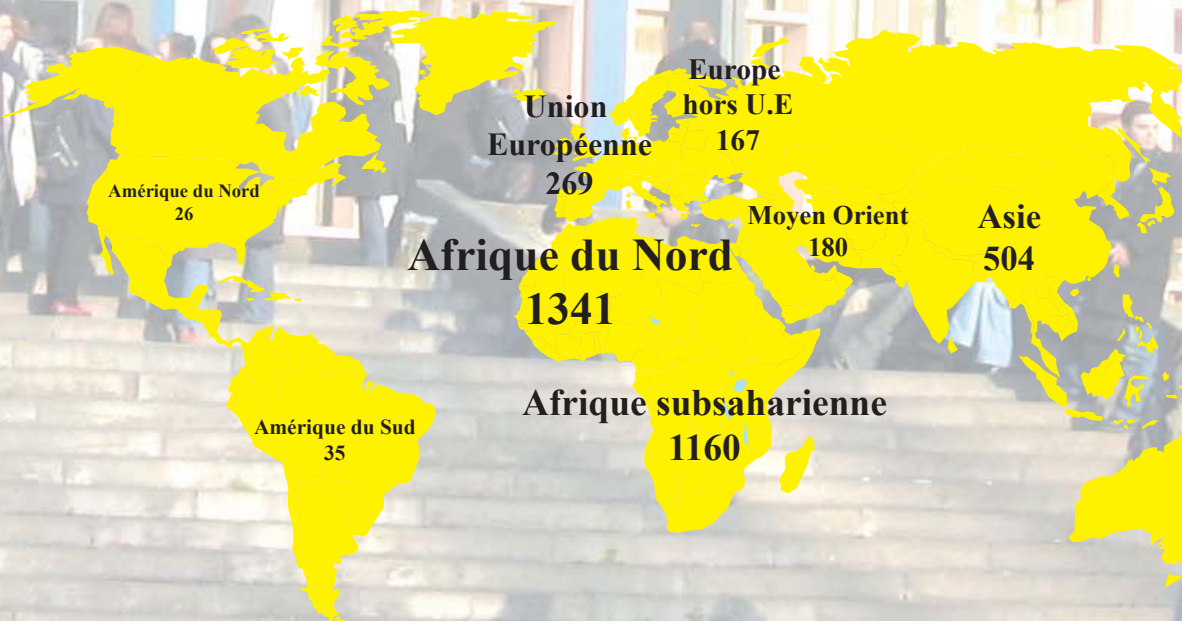 Europe
hors U.E
167
Union
Européenne
269
Amérique du Nord
26
Moyen Orient
180
Asie
504
Afrique du Nord
1341
Afrique subsaharienne
1160
Amérique du Sud
35